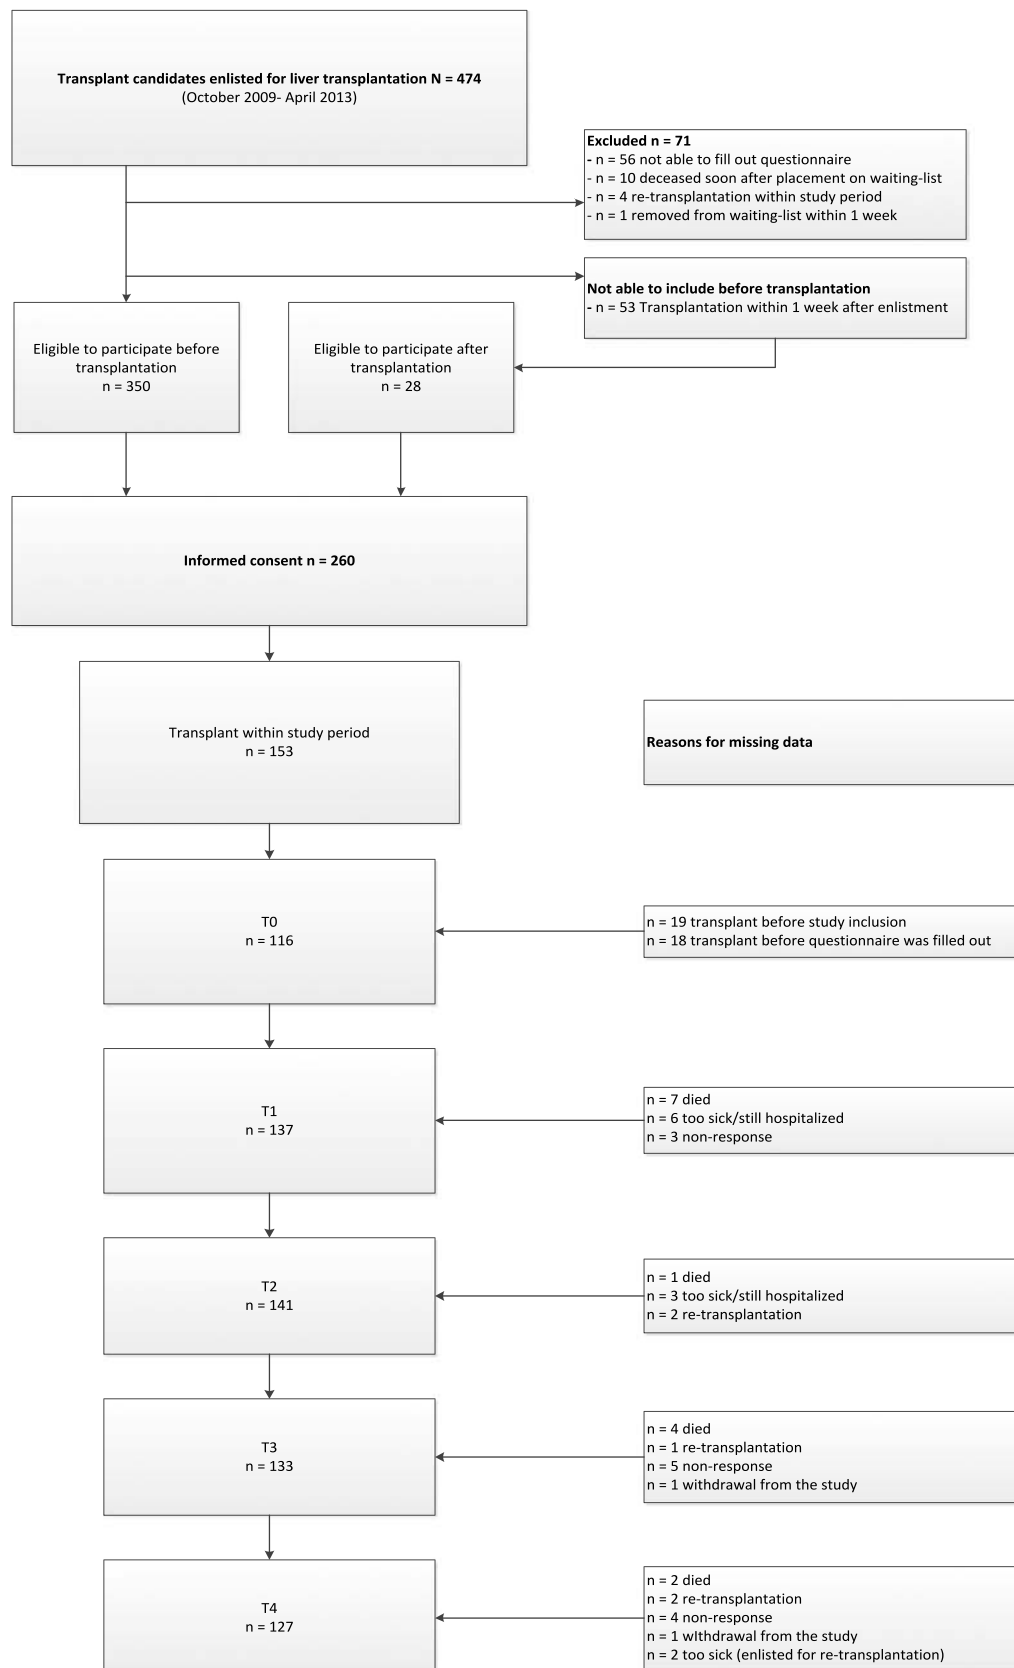 Transplant candidates enlisted for liver transplantation N = 474
(October 2009- April 2013)
Excluded n = 71
- n = 56 not able to fill out questionnaire
- n = 10 deceased soon after placement on waiting-list
- n = 4 re-transplantation within study period
- n = 1 removed from waiting-list within 1 week
Not able to include before transplantation
- n = 53 Transplantation within 1 week after enlistment
Eligible to participate before
transplantation
n = 350
Eligible to participate after
transplantation
n = 28
Informed consent n = 260
Transplant within study period
n = 153
Reasons for missing data
T0
n = 116
n = 19 transplant before study inclusion
n = 18 transplant before questionnaire was filled out
T1
n = 137
n = 7 died
n = 6 too sick/still hospitalized
n = 3 non-response
T2
n = 141
n = 1 died
n = 3 too sick/still hospitalized
n = 2 re-transplantation
T3
n = 133
n = 4 died
n = 1 re-transplantation
n = 5 non-response
n = 1 withdrawal from the study
T4
n = 127
n = 2 died
n = 2 re-transplantation
n = 4 non-response
n = 1 wIthdrawal from the study
n = 2 too sick (enlisted for re-transplantation)